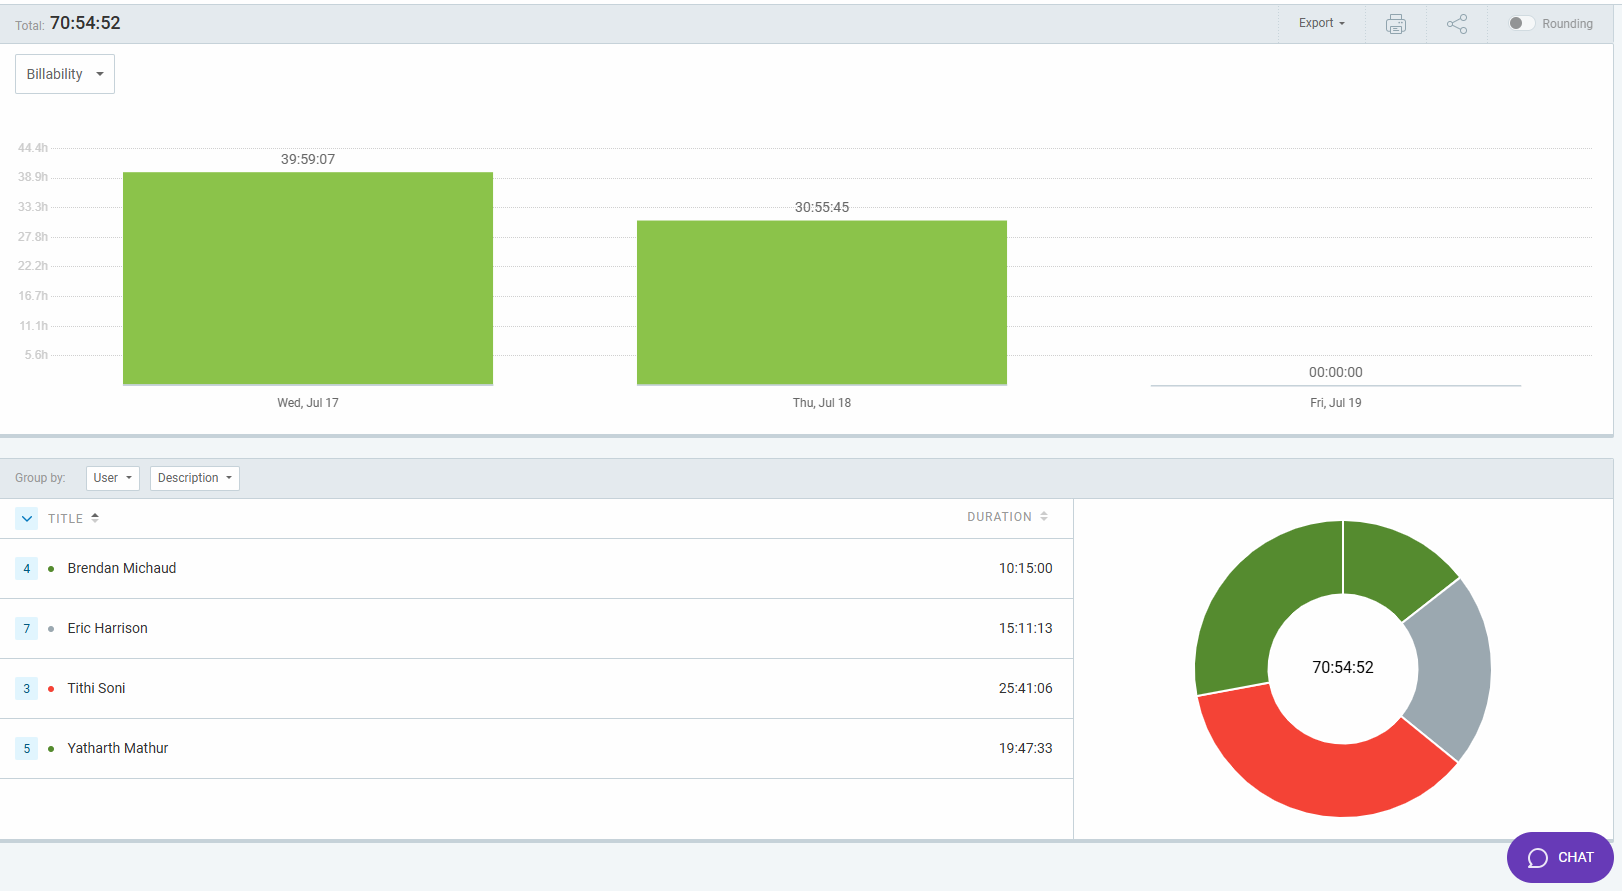 Total: 70:54:52
Export
Rounding
Billability
44.4h
38.9h
33.3h
27.8h
22.2h
16.7h
11.1h
5.6h
39:59:07
30:55:45
00:00:00
Wed, Jul 17
Thu, Jul 18
Fri, Jul 19
Group by: User Description
TITLE DURATION
4 Brendan Michaud 10:15:00
7 Eric Harrison 15:11:13
3 Tithi Soni 25:41:06
5 Yatharth Mathur 19:47:33
70:54:52
CHAT